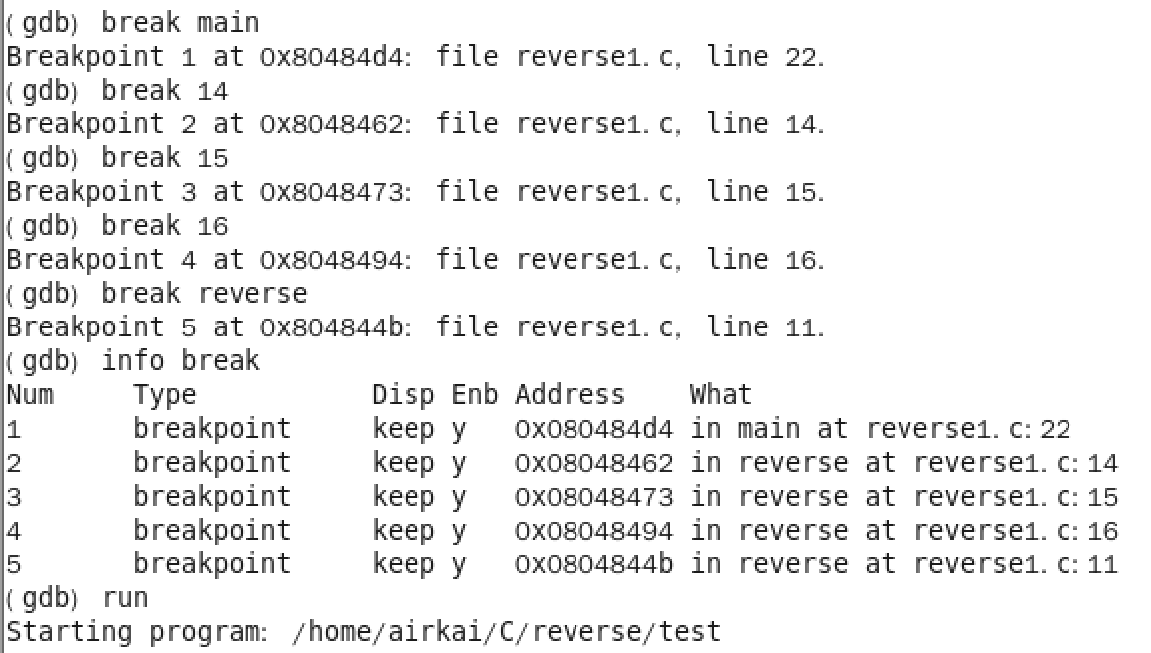 (gdb) break main
Breakpoint 1 at 0x80484d4: file reverse1.c, line 22.
(gdb) break 14
Breakpoint 2 at 0x8048462: file reverse1.c, line 14.
(gdb) break 15
Breakpoint 3 at 0x8048473: file reverse1.c, line 15.
(gdb) break 16
Breakpoint 4 at 0x8048494: file reverse1.c, line 16.
(gdb) break reverse
Breakpoint 5 at 0x804844b: file reverse1.c, line 11.
(gdb) info break
Num     Type           Disp Enb Address    What
1       breakpoint     keep y   0x080484d4 in main at reverse1.c:22
2       breakpoint     keep y   0x08048462 in reverse at reverse1.c:14
3       breakpoint     keep y   0x08048473 in reverse at reverse1.c:15
4       breakpoint     keep y   0x08048494 in reverse at reverse1.c:16
5       breakpoint     keep y   0x0804844b in reverse at reverse1.c:11
(gdb) run
Starting program: /home/airkai/C/reverse/test